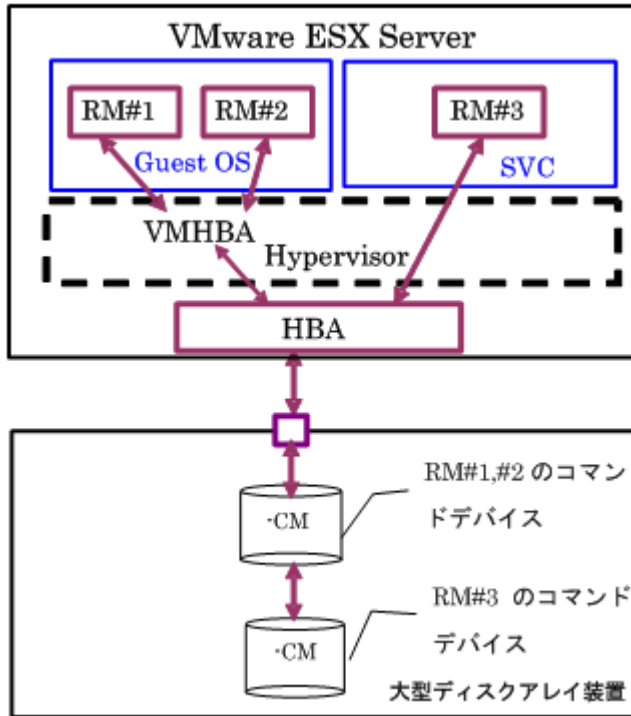 VMware ESX Server
RM#1
RM#2
RM#3
Guest OS
SVC
VMHBA
Hypervisor
HBA
RM#1,#2 のコマン
ドデバイス
-CM
RM#3 のコマンド
デバイス
-CM
大型ディスクアレイ装置